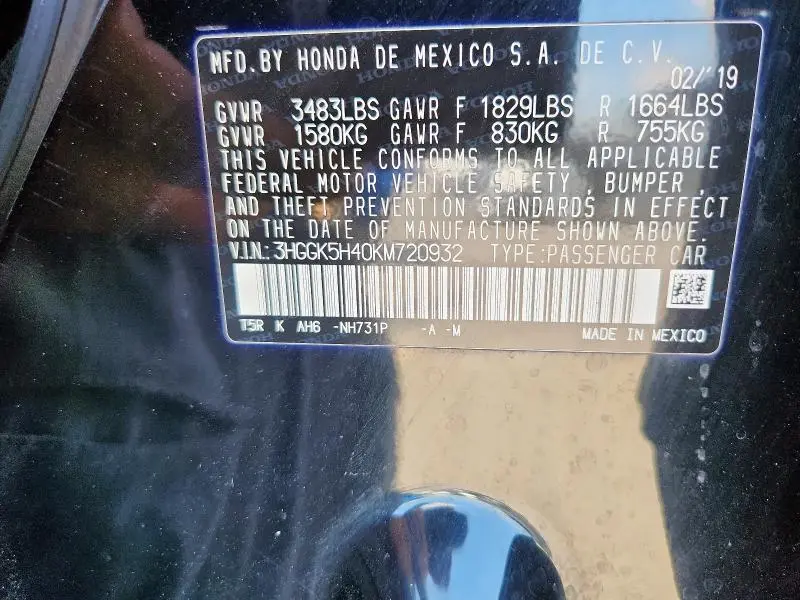 MFD. BY HONDA DE MEXICO S.A. DE C.V.
02/'19
GVWR 3483LBS GAWR F 1829LBS R 1664LBS
GVWR 1580KG GAWR F 830KG R 755KG
THIS VEHICLE CONFORMS TO ALL APPLICABLE
FEDERAL MOTOR VEHICLE SAFETY , BUMPER ,
AND THEFT PREVENTION STANDARDS IN EFFECT
ON THE DATE OF MANUFACTURE SHOWN ABOVE.
V.I.N.:3HGGK5H40KM720932 TYPE:PASSENGER CAR
T5R K AH6 -NH731P -A -M
MADE IN MEXICO